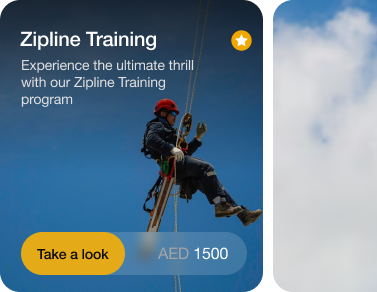 Zipline Training
Experience the ultimate thrill
with our Zipline Training
program
Take a look
AED 1500